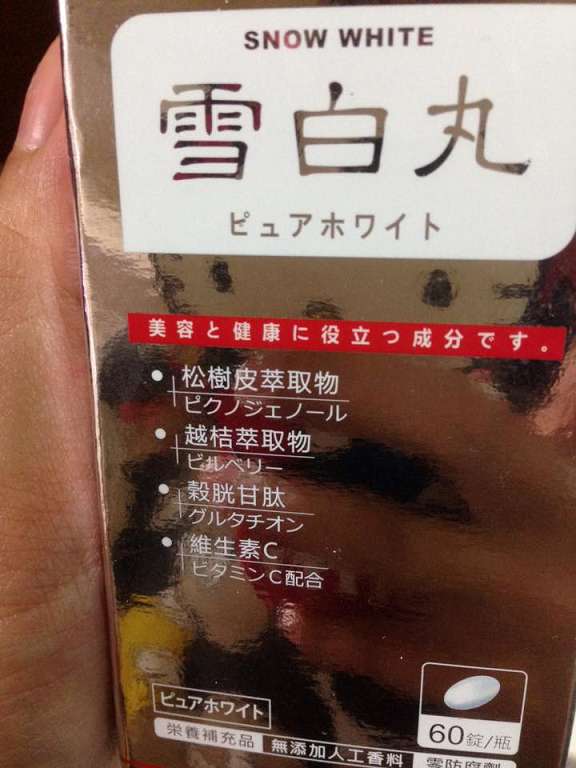 SNOW WHITE
雪白丸
ピュアホワイト
美容と健康に役立つ成分です。
松樹皮萃取物
ピクノジェノール
越桔萃取物
ビルベリー
穀胱甘肽
グルタチオン
維生素C
ビタミンC配合
ピュアホワイト
60錠/瓶
栄養補充品
無添加人工香料
零防腐劑